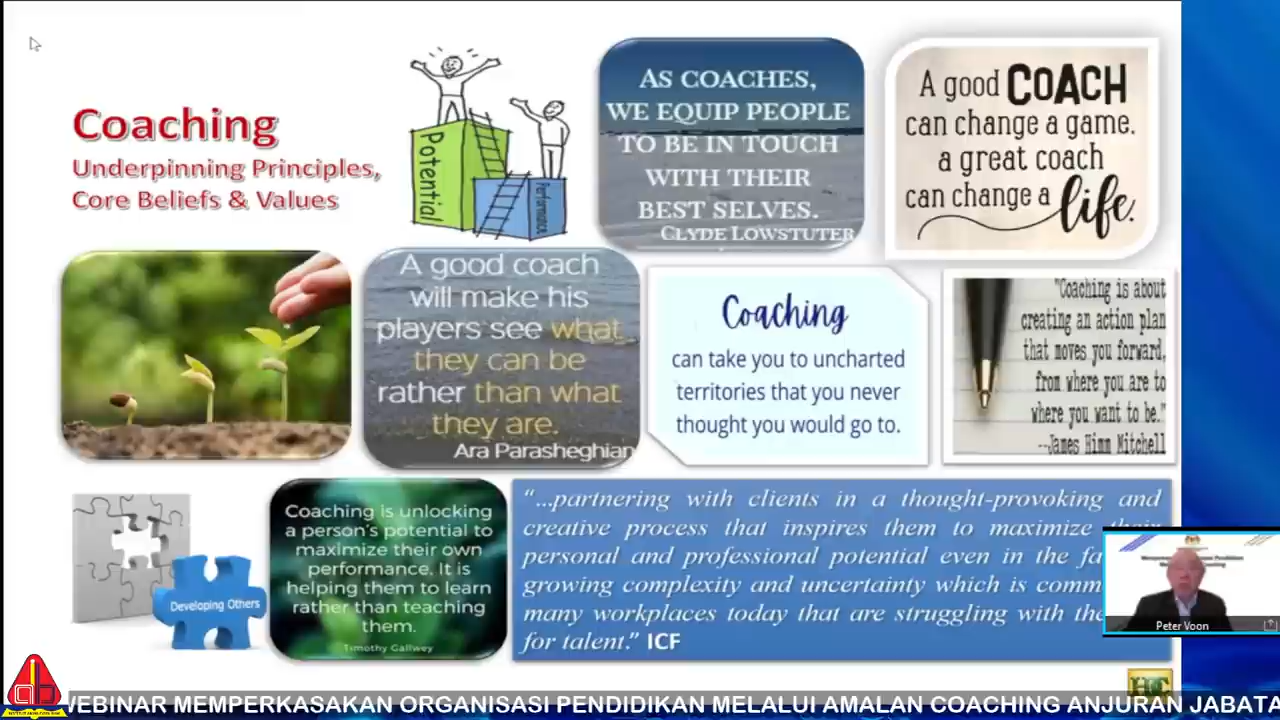 Coaching
Underpinning Principles,
Core Beliefs & Values
Potential
Performance
AS COACHES,
WE EQUIP PEOPLE
TO BE IN TOUCH
WITH THEIR
BEST SELVES.
CLYDE LOWSTUTER
A good COACH
can change a game.
a great coach
can change a life.
A good coach
will make his
players see what
they can be
rather than what
they are.
Ara Parasheghian
Coaching
can take you to uncharted
territories that you never
thought you would go to.
"Coaching is about
creating an action plan
that moves you forward,
from where you are to
where you want to be."
--James Himm Mitchell
Developing Others
Coaching is unlocking
a person's potential to
maximize their own
performance. It is
helping them to learn
rather than teaching
them.
Timothy Gallwey
"…partnering with clients in a thought-provoking and
creative process that inspires them to maximize their
personal and professional potential even in the
growing complexity and uncertainty which is
many workplaces today that are struggling with
for talent." ICF
Peter Voon
HC
WEBINAR MEMPERKASAKAN ORGANISASI PENDIDIKAN MELALUI AMALAN COACHING ANJURAN JABATA